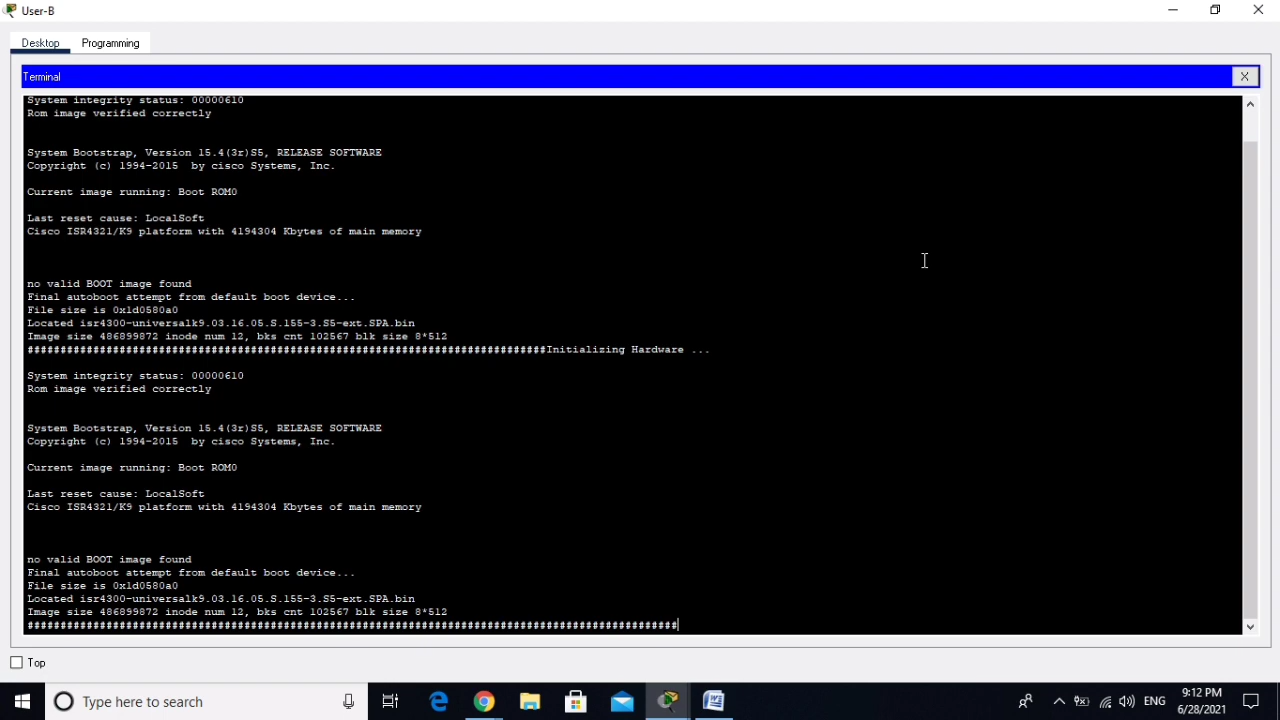 User-B
Desktop
Programming
Terminal
X
System integrity status: 00000610
Rom image verified correctly
System Bootstrap, Version 15.4(3r)S5, RELEASE SOFTWARE
Copyright (c) 1994-2015  by cisco Systems, Inc.
Current image running: Boot ROM0
Last reset cause: LocalSoft
Cisco ISR4321/K9 platform with 4194304 Kbytes of main memory
no valid BOOT image found
Final autoboot attempt from default boot device...
File size is 0x1d0580a0
Located isr4300-universalk9.03.16.05.S.155-3.S5-ext.SPA.bin
Image size 486899872 inode num 12, bks cnt 102567 blk size 8*512
###############################################################################Initializing Hardware ...
System integrity status: 00000610
Rom image verified correctly
System Bootstrap, Version 15.4(3r)S5, RELEASE SOFTWARE
Copyright (c) 1994-2015  by cisco Systems, Inc.
Current image running: Boot ROM0
Last reset cause: LocalSoft
Cisco ISR4321/K9 platform with 4194304 Kbytes of main memory
no valid BOOT image found
Final autoboot attempt from default boot device...
File size is 0x1d0580a0
Located isr4300-universalk9.03.16.05.S.155-3.S5-ext.SPA.bin
Image size 486899872 inode num 12, bks cnt 102567 blk size 8*512
###################################################################################################
Top
Type here to search
ENG
9:12 PM
6/28/2021